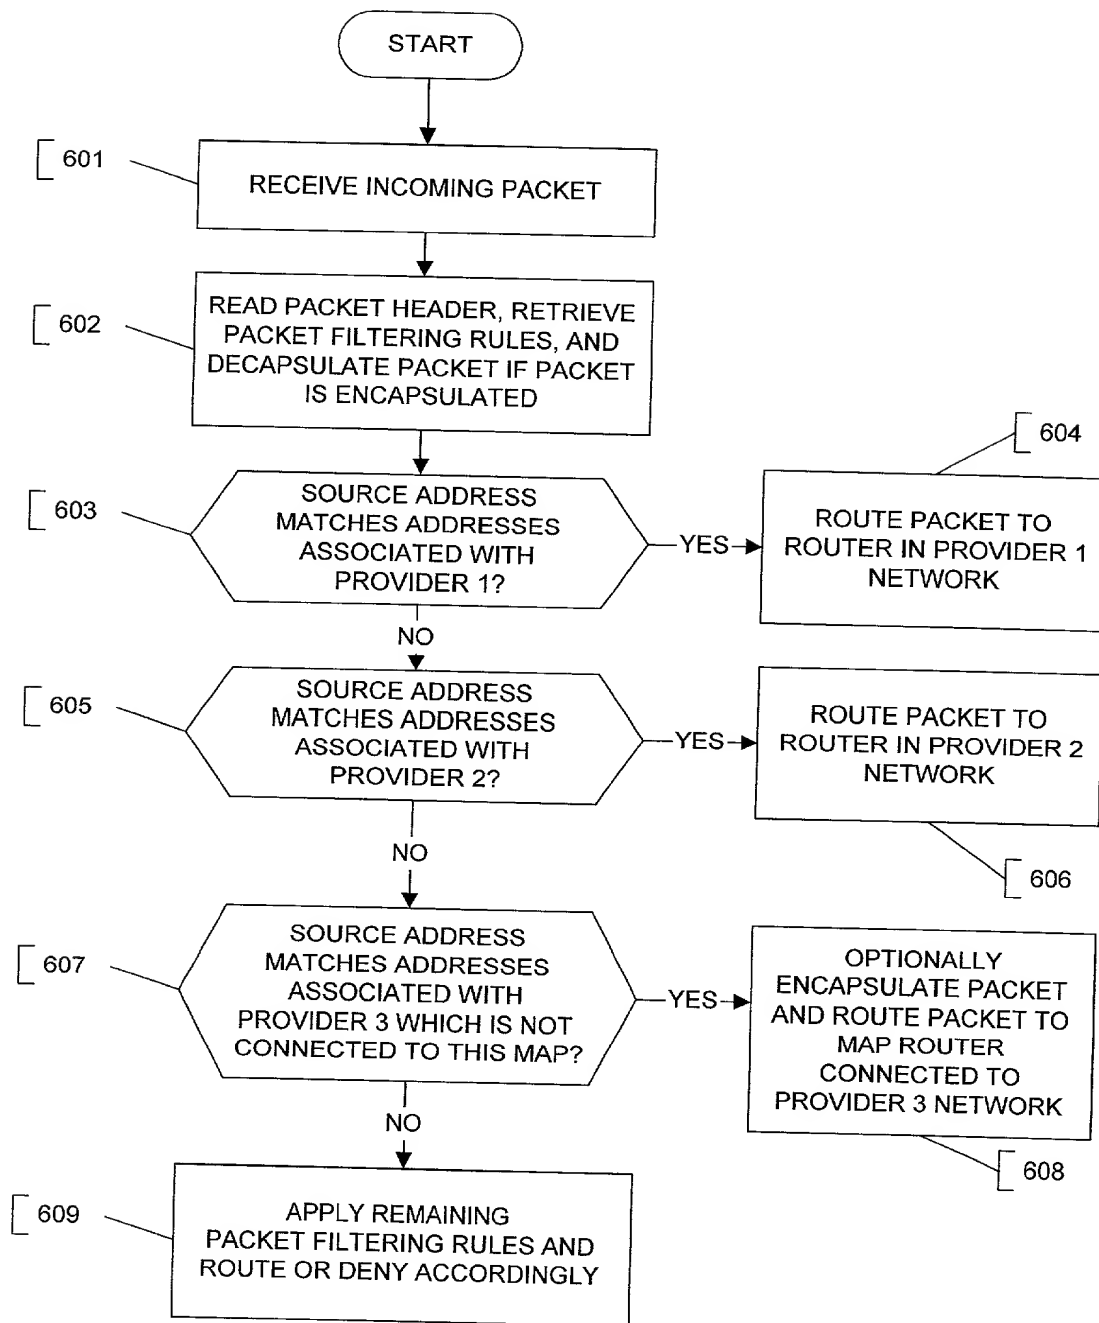 START
601
RECEIVE INCOMING PACKET
602
READ PACKET HEADER, RETRIEVE
PACKET FILTERING RULES, AND
DECAPSULATE PACKET IF PACKET
IS ENCAPSULATED
603
SOURCE ADDRESS
MATCHES ADDRESSES
ASSOCIATED WITH
PROVIDER 1?
YES
604
ROUTE PACKET TO
ROUTER IN PROVIDER 1
NETWORK
NO
605
SOURCE ADDRESS
MATCHES ADDRESSES
ASSOCIATED WITH
PROVIDER 2?
YES
ROUTE PACKET TO
ROUTER IN PROVIDER 2
NETWORK
606
NO
607
SOURCE ADDRESS
MATCHES ADDRESSES
ASSOCIATED WITH
PROVIDER 3 WHICH IS NOT
CONNECTED TO THIS MAP?
YES
OPTIONALLY
ENCAPSULATE PACKET
AND ROUTE PACKET TO
MAP ROUTER
CONNECTED TO
PROVIDER 3 NETWORK
608
NO
609
APPLY REMAINING
PACKET FILTERING RULES AND
ROUTE OR DENY ACCORDINGLY